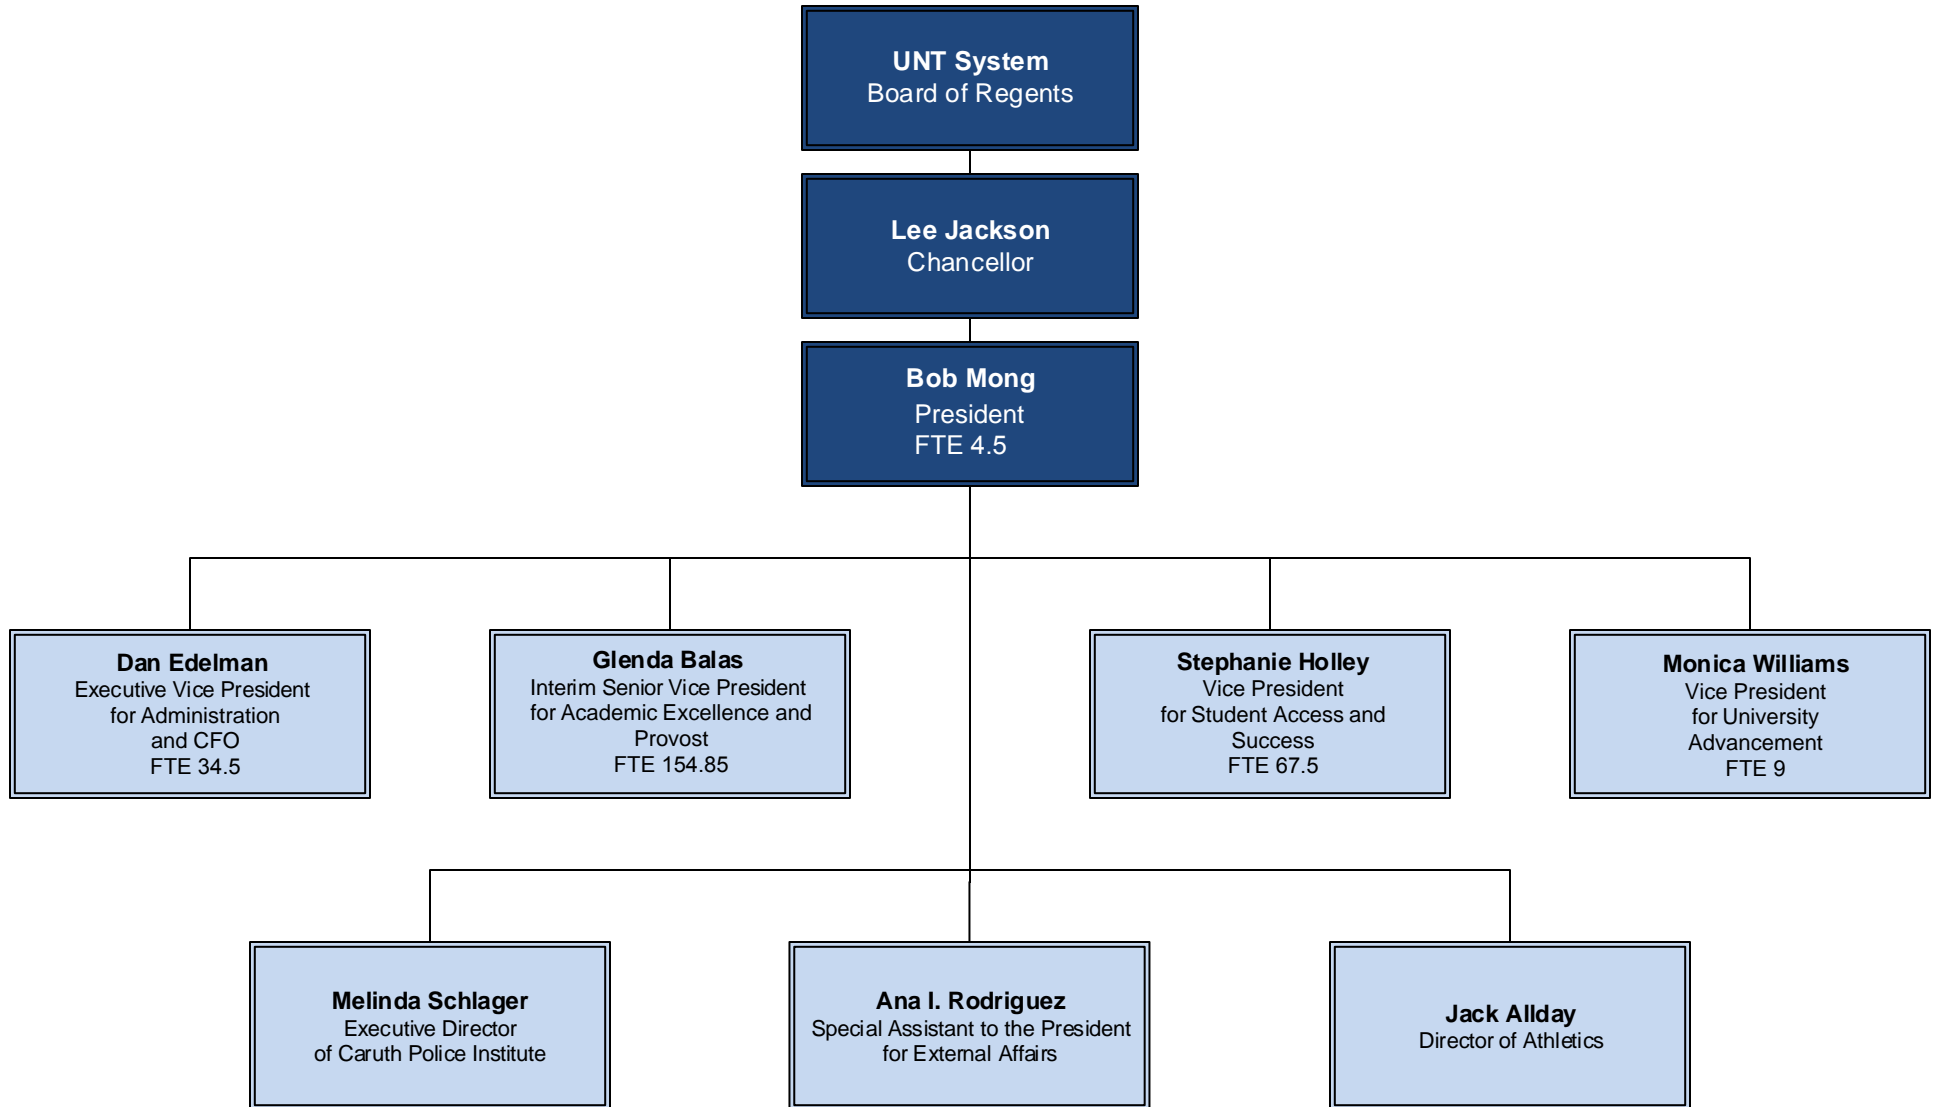 UNT System
Board of Regents
Lee Jackson
Chancellor
Bob Mong
President
FTE 4.5
Dan Edelman
Executive Vice President
for Administration
and CFO
FTE 34.5
Glenda Balas
Interim Senior Vice President
for Academic Excellence and
Provost
FTE 154.85
Stephanie Holley
Vice President
for Student Access and
Success
FTE 67.5
Monica Williams
Vice President
for University
Advancement
FTE 9
Melinda Schlager
Executive Director
of Caruth Police Institute
Ana I. Rodriguez
Special Assistant to the President
for External Affairs
Jack Allday
Director of Athletics